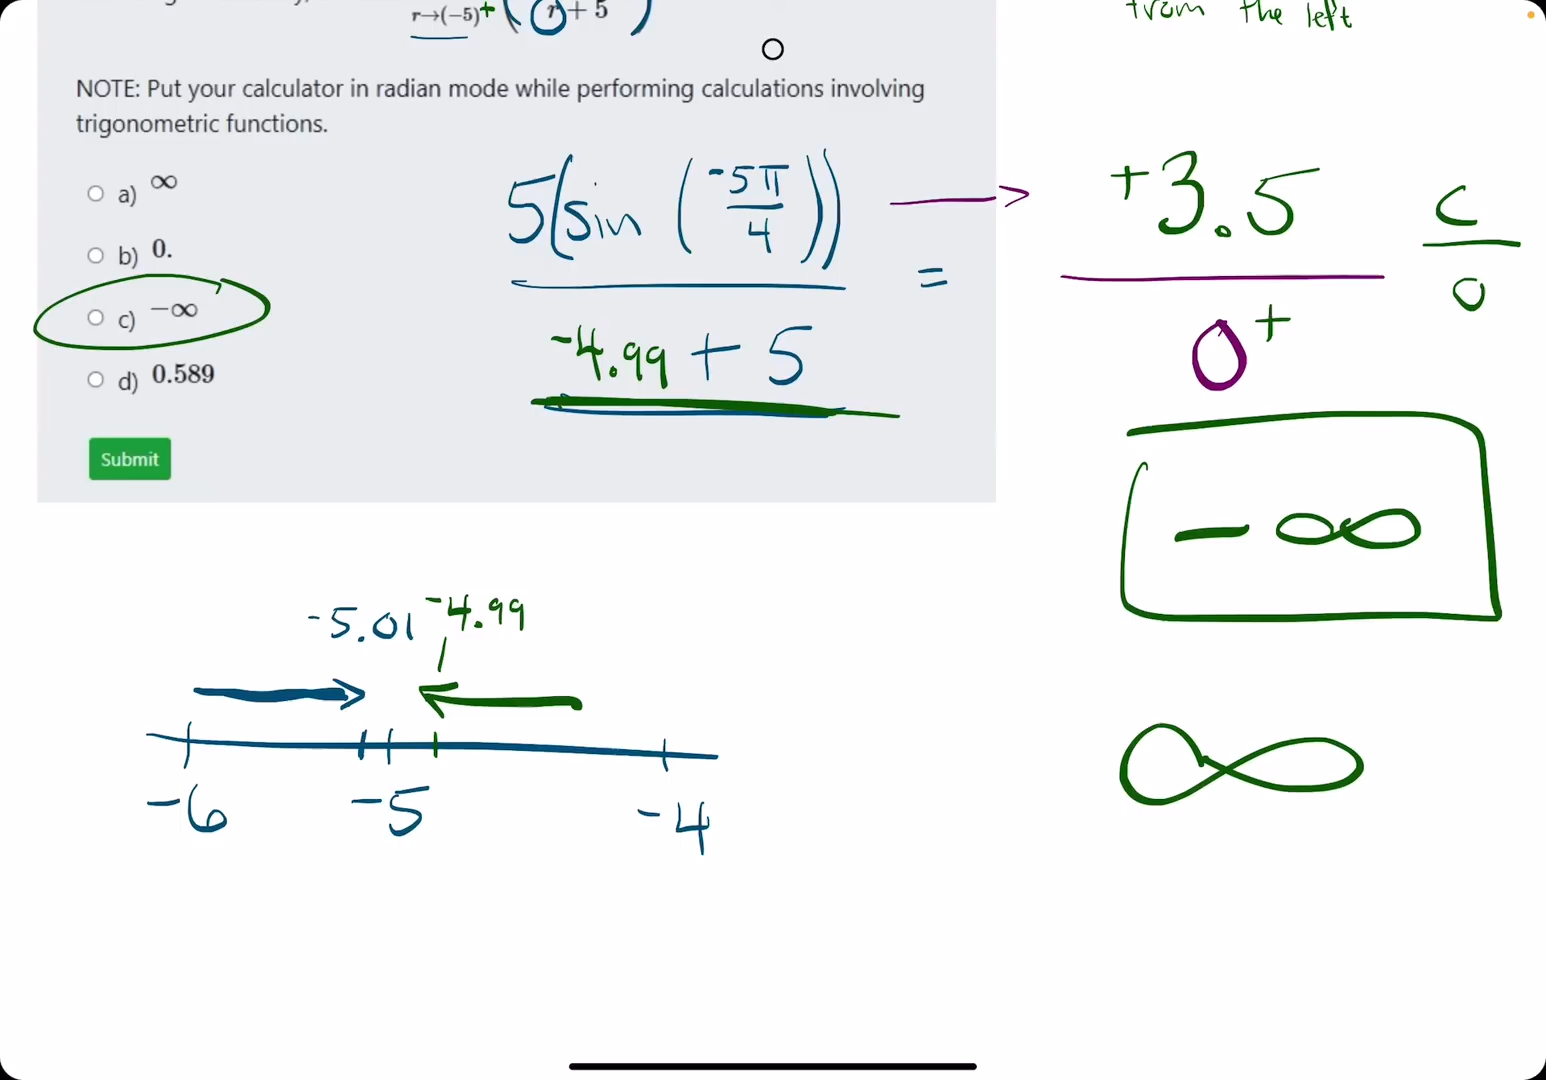 r→(−5)+ ( r + 5 )
from the left
NOTE: Put your calculator in radian mode while performing calculations involving
trigonometric functions.
a) ∞
b) 0.
c) −∞
d) 0.589
Submit
5(sin (-5π/4))
-4.99 + 5
=
+3.5
0+
c
0
- ∞
-5.01 -4.99
-6 -5 -4
∞